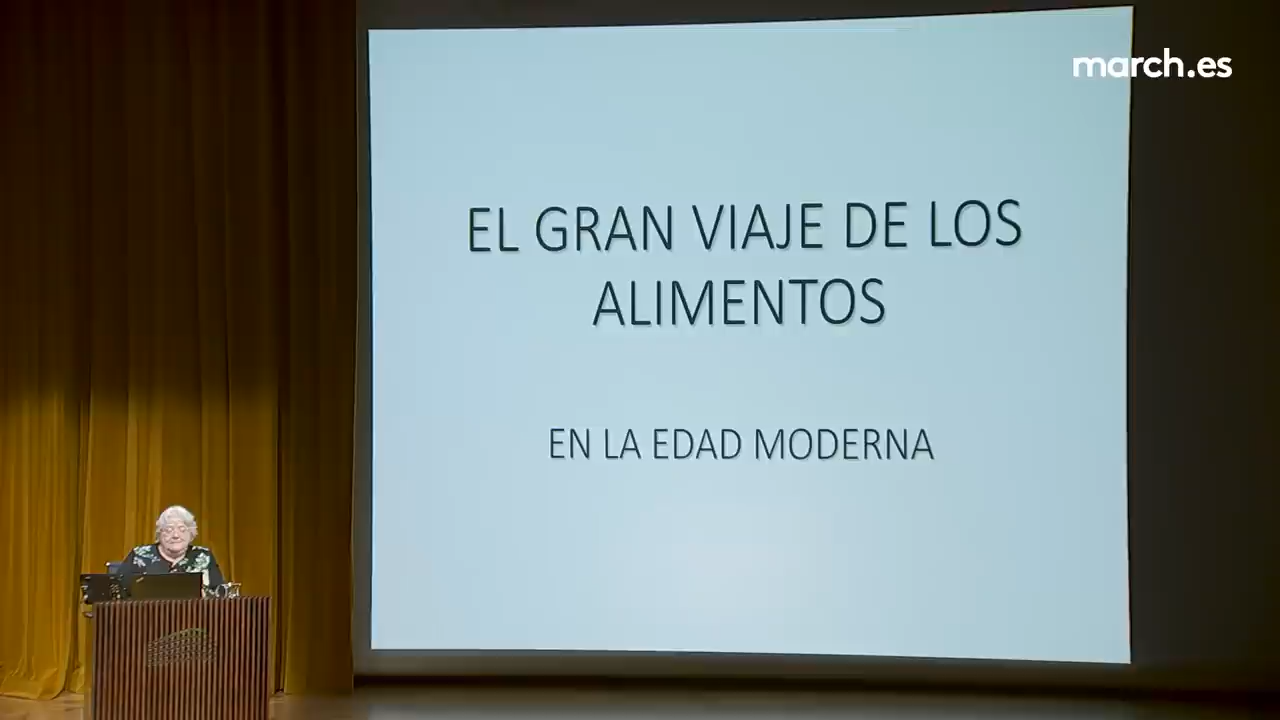 march.es
EL GRAN VIAJE DE LOS
ALIMENTOS
EN LA EDAD MODERNA